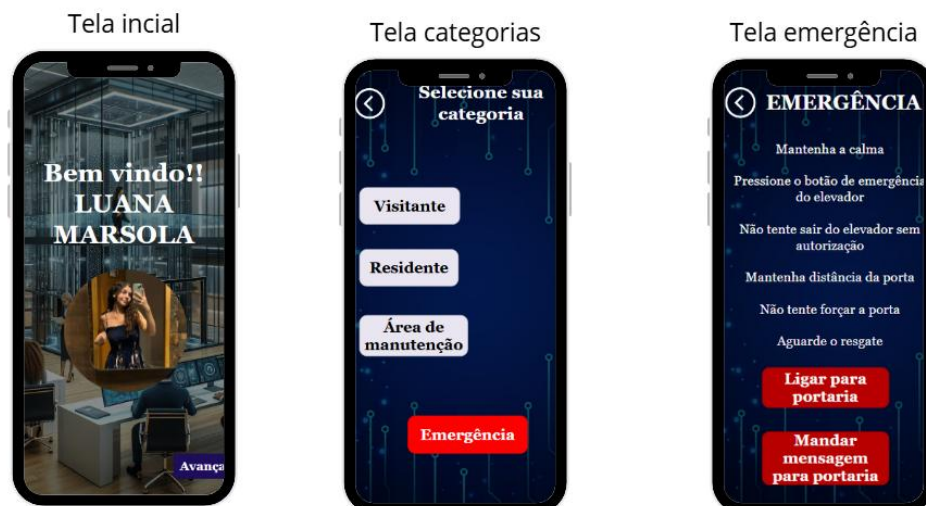 Tela incial
Bem vindo!!
LUANA
MARSOLA
Avança
Tela categorias
Selecione sua
categoria
Visitante
Residente
Área de
manutenção
Emergência
Tela emergência
EMERGÊNCIA
Mantenha a calma
Pressione o botão de emergência
do elevador
Não tente sair do elevador sem
autorização
Mantenha distância da porta
Não tente forçar a porta
Aguarde o resgate
Ligar para
portaria
Mandar
mensagem
para portaria